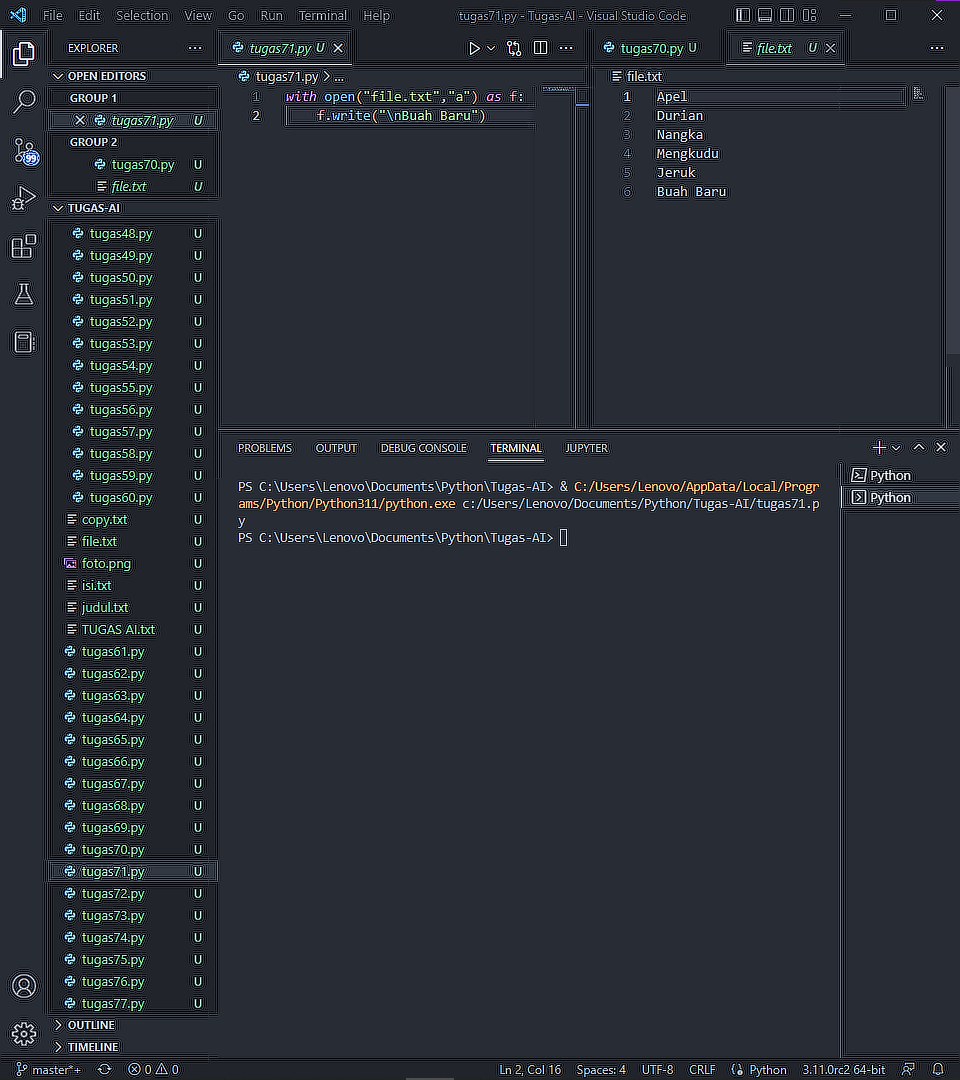 File Edit Selection View Go Run Terminal Help tugas71.py - Tugas-AI - Visual Studio Code
EXPLORER
OPEN EDITORS
GROUP 1
tugas71.py U
GROUP 2
tugas70.py U
file.txt U
TUGAS-AI
tugas48.py U
tugas49.py U
tugas50.py U
tugas51.py U
tugas52.py U
tugas53.py U
tugas54.py U
tugas55.py U
tugas56.py U
tugas57.py U
tugas58.py U
tugas59.py U
tugas60.py U
copy.txt U
file.txt U
foto.png U
isi.txt U
judul.txt U
TUGAS AI.txt U
tugas61.py U
tugas62.py U
tugas63.py U
tugas64.py U
tugas65.py U
tugas66.py U
tugas67.py U
tugas68.py U
tugas69.py U
tugas70.py U
tugas71.py U
tugas72.py U
tugas73.py U
tugas74.py U
tugas75.py U
tugas76.py U
tugas77.py U
OUTLINE
TIMELINE
99
tugas71.py U
tugas71.py > ...
1 with open("file.txt","a") as f:
2 f.write("\nBuah Baru")
tugas70.py U file.txt U
file.txt
1 Apel
2 Durian
3 Nangka
4 Mengkudu
5 Jeruk
6 Buah Baru
PROBLEMS OUTPUT DEBUG CONSOLE TERMINAL JUPYTER
PS C:\Users\Lenovo\Documents\Python\Tugas-AI> & C:/Users/Lenovo/AppData/Local/Progr
ams/Python/Python311/python.exe c:/Users/Lenovo/Documents/Python/Tugas-AI/tugas71.p
y
PS C:\Users\Lenovo\Documents\Python\Tugas-AI>
Python
Python
master*+ 0 0 Ln 2, Col 16 Spaces: 4 UTF-8 CRLF Python 3.11.0rc2 64-bit